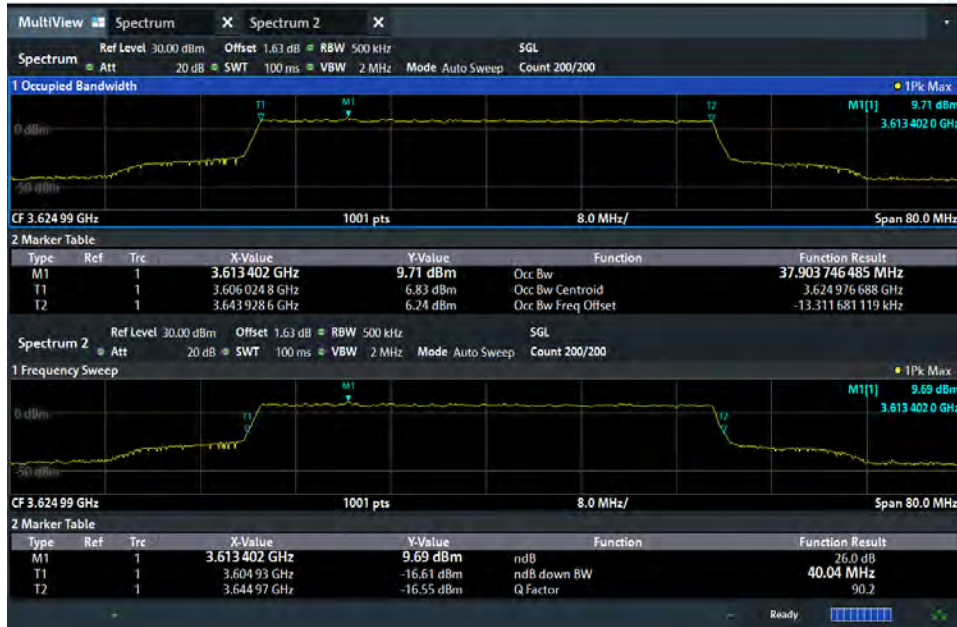 MultiView Spectrum X Spectrum 2 X
Ref Level 30.00 dBm Offset 1.63 dB RBW 500 kHz SGL
Spectrum Att 20 dB SWT 100 ms VBW 2 MHz Mode Auto Sweep Count 200/200
1 Occupied Bandwidth 1Pk Max
T1 M1 T2 M1[1] 9.71 dBm
0 dBm 3.613 402 0 GHz
-50 dBm
CF 3.624 99 GHz 1001 pts 8.0 MHz/ Span 80.0 MHz
2 Marker Table
Type Ref Trc X-Value Y-Value Function Function Result
M1 1 3.613 402 GHz 9.71 dBm Occ Bw 37.903 746 485 MHz
T1 1 3.606 024 8 GHz 6.83 dBm Occ Bw Centroid 3.624 976 688 GHz
T2 1 3.643 928 6 GHz 6.24 dBm Occ Bw Freq Offset -13.311 681 119 kHz
Ref Level 30.00 dBm Offset 1.63 dB RBW 500 kHz SGL
Spectrum 2 Att 20 dB SWT 100 ms VBW 2 MHz Mode Auto Sweep Count 200/200
1 Frequency Sweep 1Pk Max
M1 M1[1] 9.69 dBm
0 dBm T1 T2 3.613 402 0 GHz
-50 dBm
CF 3.624 99 GHz 1001 pts 8.0 MHz/ Span 80.0 MHz
2 Marker Table
Type Ref Trc X-Value Y-Value Function Function Result
M1 1 3.613 402 GHz 9.69 dBm ndB 26.0 dB
T1 1 3.604 93 GHz -16.61 dBm ndB down BW 40.04 MHz
T2 1 3.644 97 GHz -16.55 dBm Q Factor 90.2
Ready